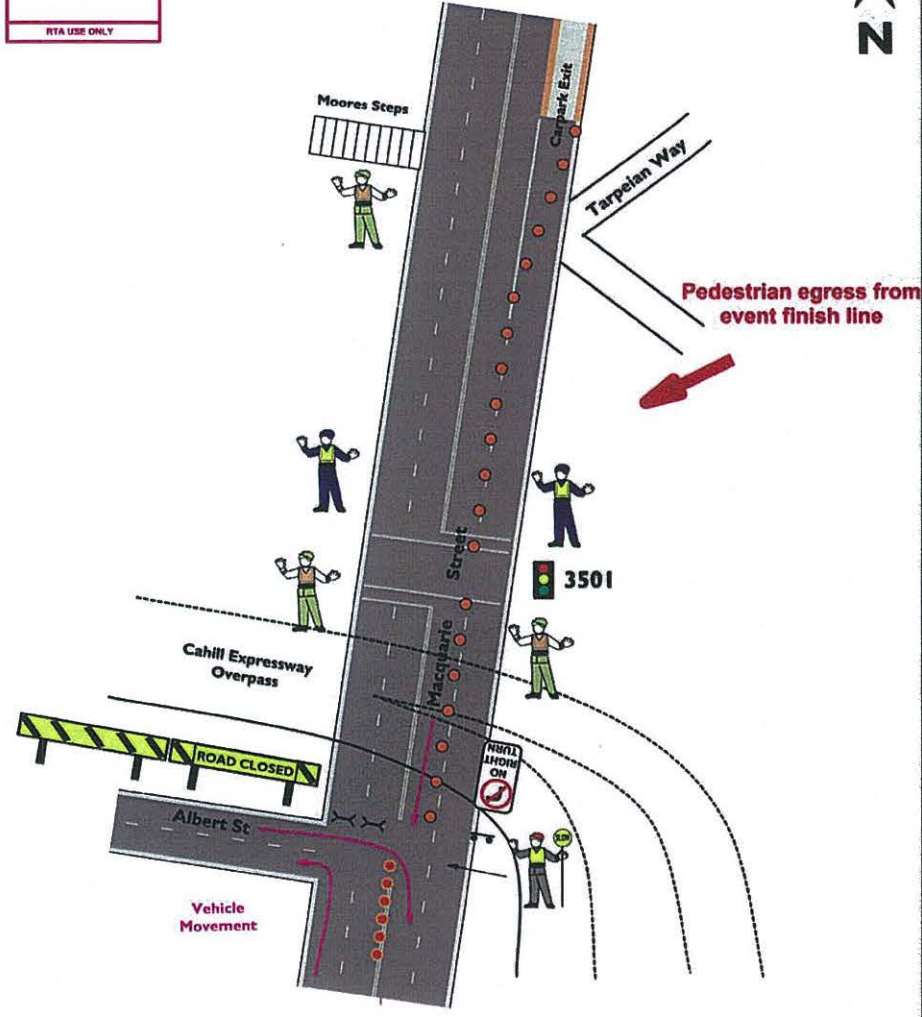 RTA USE ONLY
N
Moores Steps
Carpark Exit
Tarpeian Way
Pedestrian egress from
event finish line
Street
3501
Macquarie
Cahill Expressway
Overpass
ROAD CLOSED
NO
RIGHT
TURN
Albert St
SLOW
Vehicle
Movement